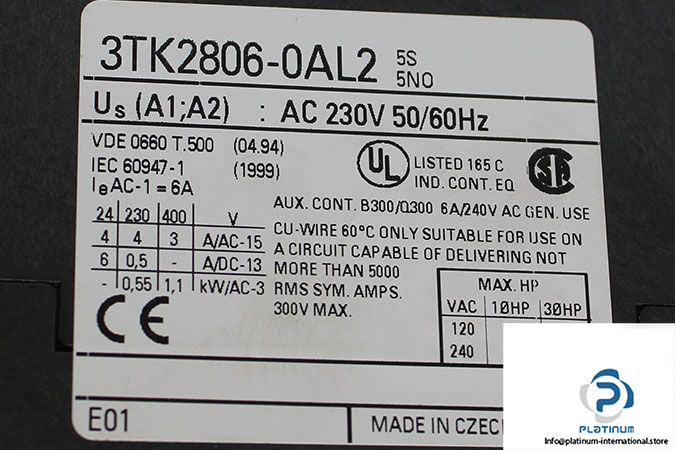 3TK2806-0AL2 5S
5NO
Us (A1;A2) : AC 230V 50/60Hz
VDE 0660 T.500 (04.94)
IEC 60947-1 (1999)
IeAC-1 = 6A
UL LISTED 165 C
IND. CONT. EQ
SA
AUX. CONT. B300/Q300 6A/240V AC GEN. USE
CU-WIRE 60°C ONLY SUITABLE FOR USE ON
A CIRCUIT CAPABLE OF DELIVERING NOT
MORE THAN 5000
RMS SYM. AMPS.
300V MAX.
24 230 400 V
4 4 3 A/AC-15
6 0,5 - A/DC-13
- 0,55 1,1 kW/AC-3
CE
MAX. HP
VAC 1ØHP 3ØHP
120
240
E01
MADE IN
PLATINUM
Info@platinum-international.store